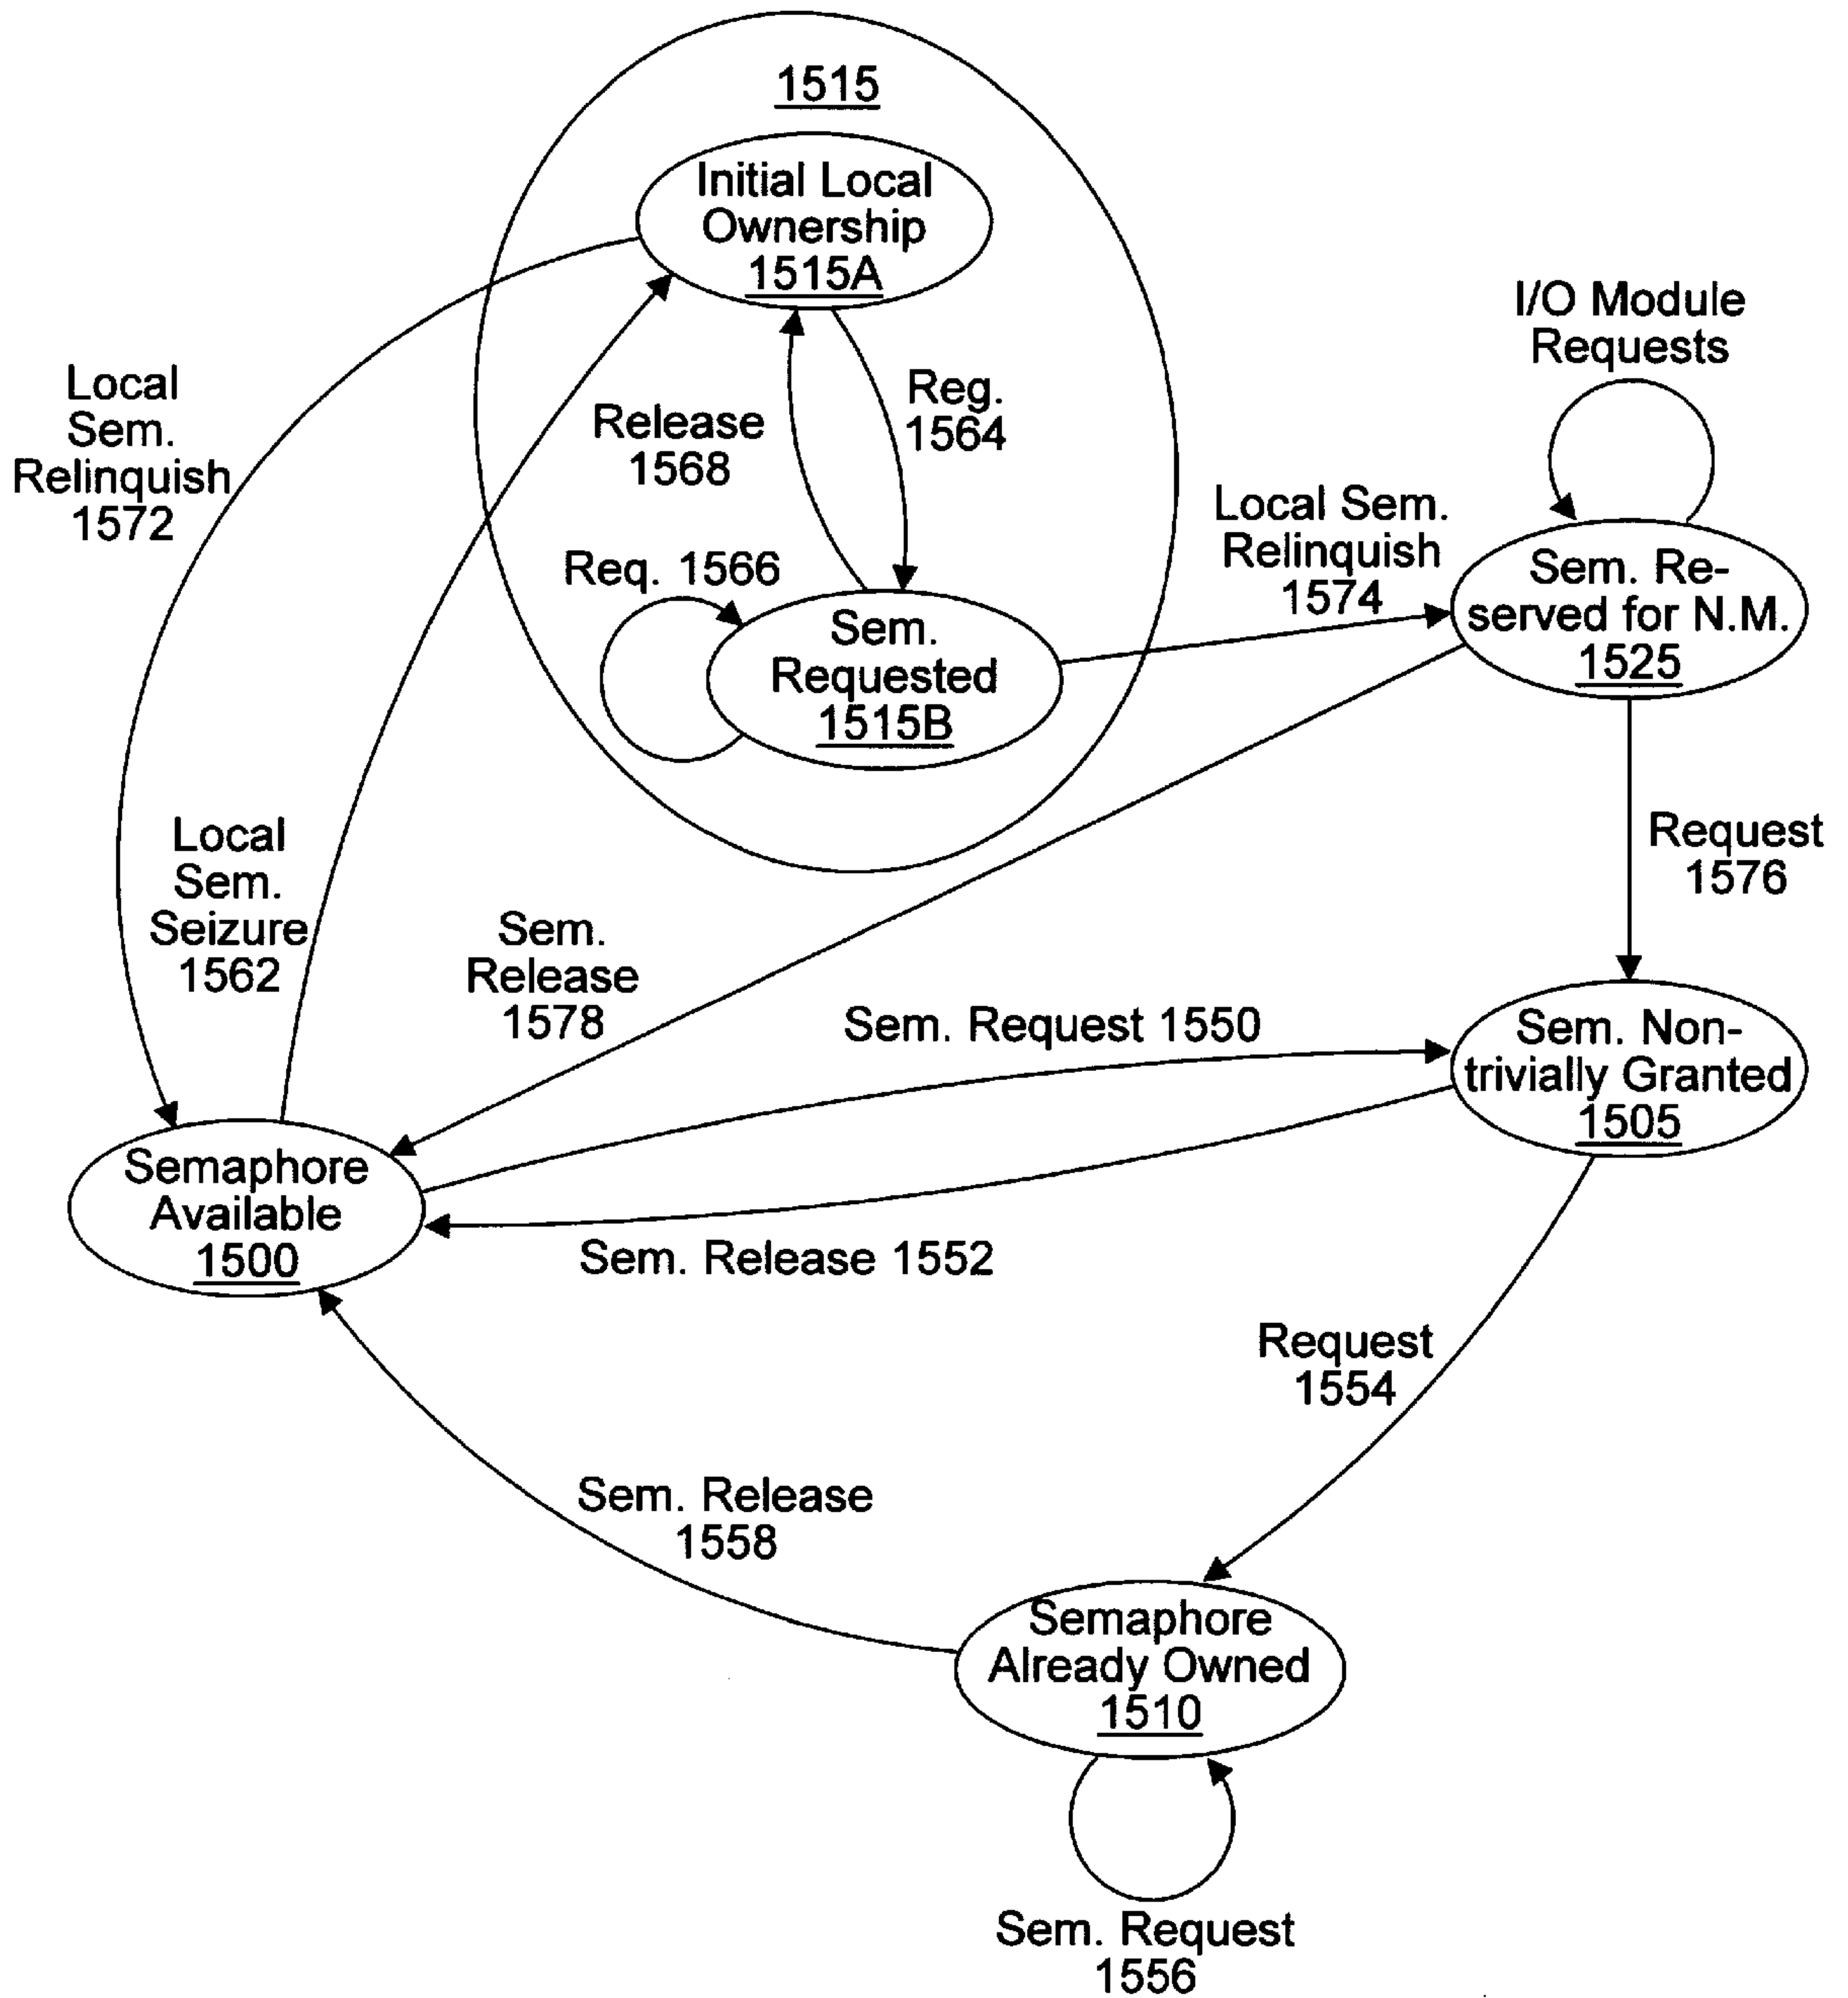 1515
Initial Local
Ownership
1515A
I/O Module
Requests
Local
Sem.
Relinquish
1572
Release
1568
Reg.
1564
Local Sem.
Relinquish
1574
Req. 1566
Sem.
Requested
1515B
Sem. Re-
served for N.M.
1525
Request
1576
Local
Sem.
Seizure
1562
Sem.
Release
1578
Sem. Request 1550
Sem. Non-
trivially Granted
1505
Semaphore
Available
1500
Sem. Release 1552
Request
1554
Sem. Release
1558
Semaphore
Already Owned
1510
Sem. Request
1556